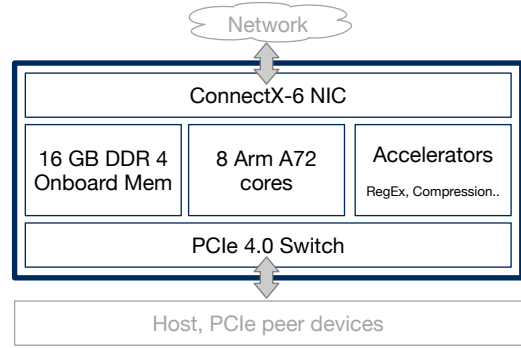 Network
ConnectX-6 NIC
16 GB DDR 4
Onboard Mem
8 Arm A72
cores
Accelerators
RegEx, Compression..
PCIe 4.0 Switch
Host, PCIe peer devices